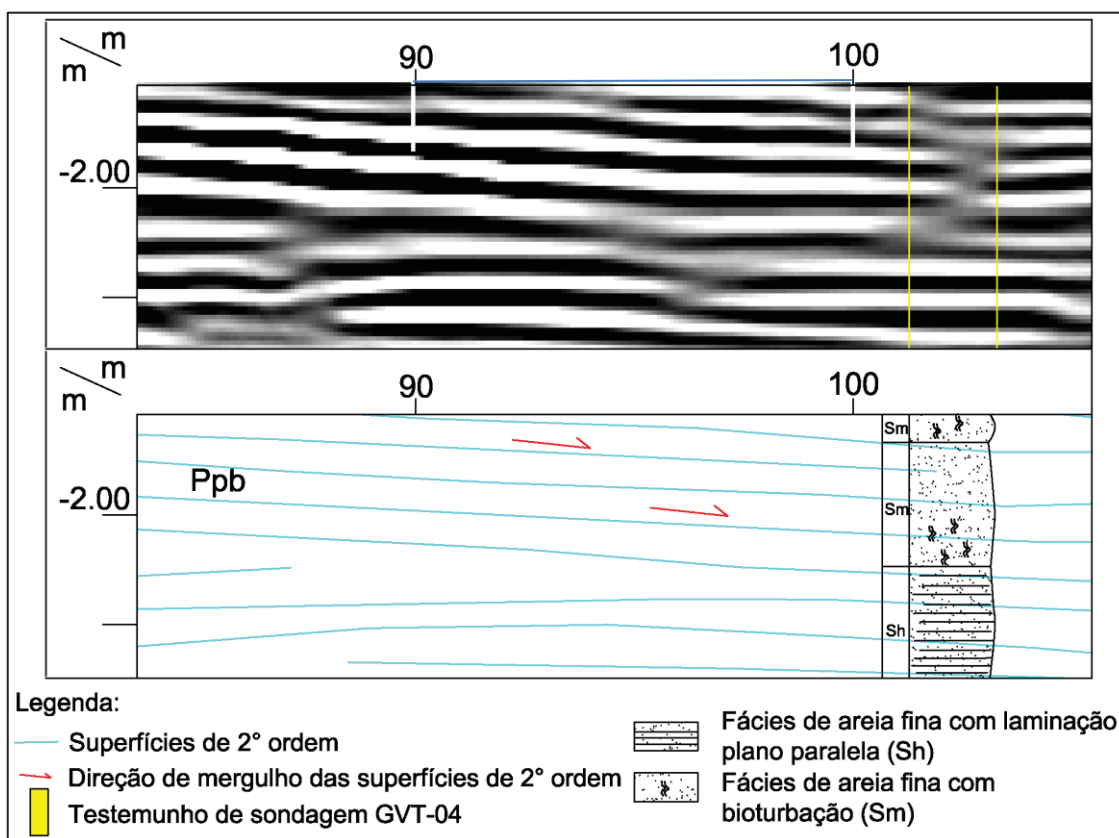 m
m
90
100
-2.00
m
m
90
100
Ppb
-2.00
Sm
Sm
Sh
Legenda:
Superfícies de 2° ordem
Direção de mergulho das superfícies de 2° ordem
Testemunho de sondagem GVT-04
Fácies de areia fina com laminação
plano paralela (Sh)
Fácies de areia fina com
bioturbação (Sm)